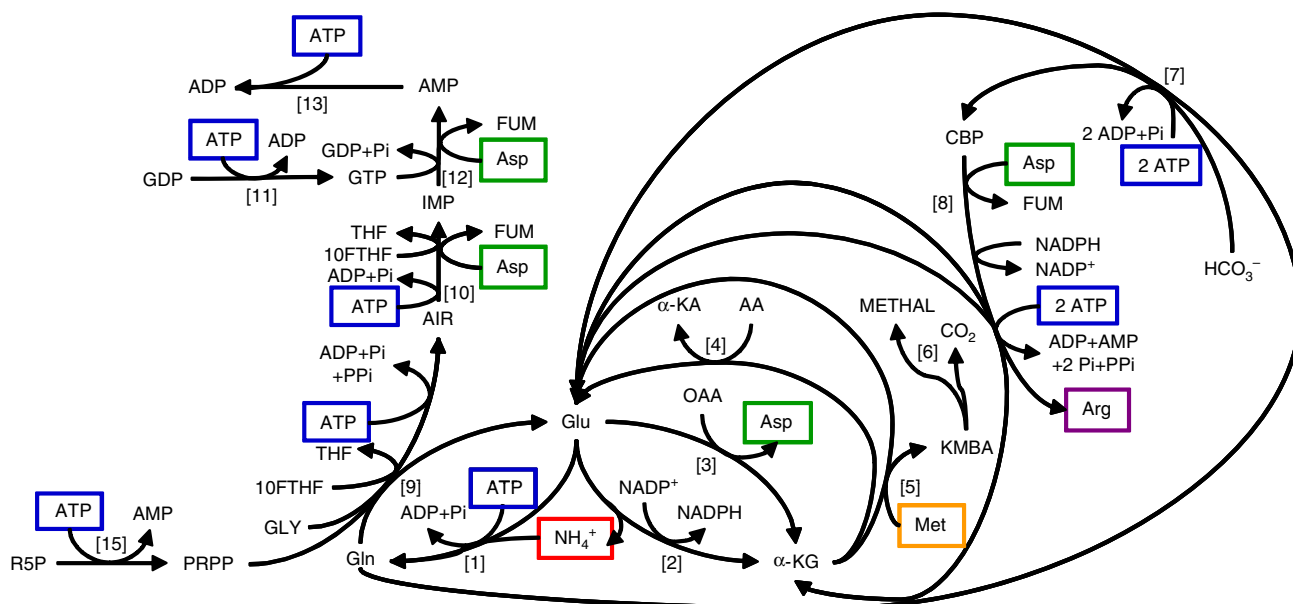 ATP
ADP
AMP
[13]
FUM
ATP
ADP
GDP+Pi
Asp
GDP
GTP
[11]
[12]
IMP
THF
FUM
10FTHF
Asp
ADP+Pi
ATP
[10]
AIR
ADP+Pi
+PPi
ATP
THF
10FTHF
[9]
GLY
ATP
AMP
[15]
R5P
PRPP
Gln
Glu
ATP
ADP+Pi
NH₄⁺
[1]
NADP⁺
NADPH
[2]
α-KG
OAA
Asp
[3]
α-KA
AA
[4]
METHAL
CO₂
[6]
KMBA
[5]
Met
[7]
CBP
2 ADP+Pi
Asp
2 ATP
[8]
FUM
NADPH
NADP⁺
HCO₃⁻
2 ATP
ADP+AMP
+2 Pi+PPi
Arg